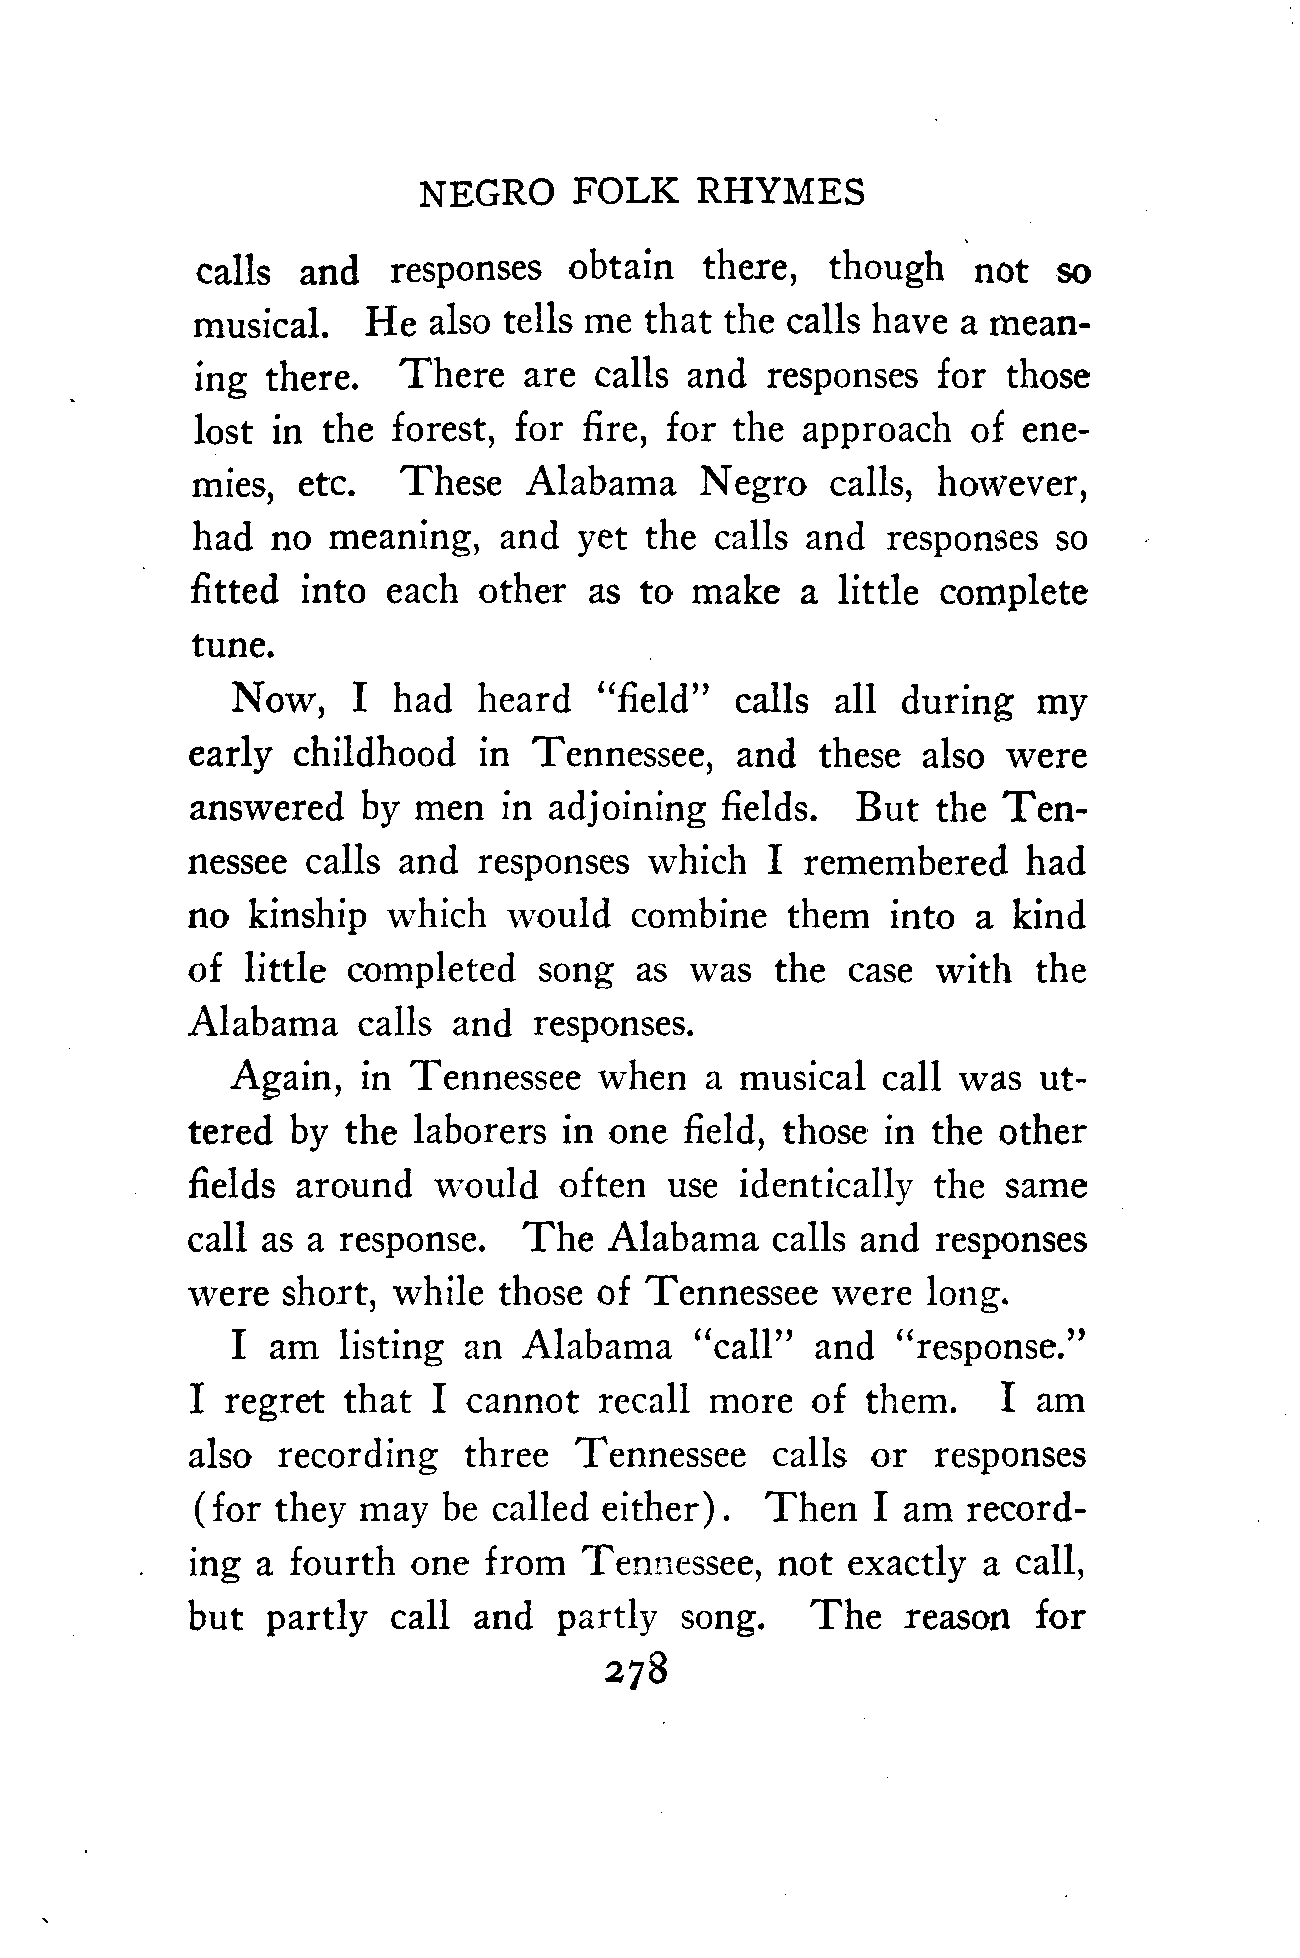 NEGRO FOLK RHYMES
calls and responses obtain there, though not so
musical. He also tells me that the calls have a mean-
ing there. There are calls and responses for those
lost in the forest, for fire, for the approach of ene-
mies, etc. These Alabama Negro calls, however,
had no meaning, and yet the calls and responses so
fitted into each other as to make a little complete
tune.
Now, I had heard “field” calls all during my
early childhood in Tennessee, and these also were
answered by men in adjoining fields. But the Ten-
nessee calls and responses which I remembered had
no kinship which would combine them into a kind
of little completed song as was the case with the
Alabama calls and responses.
Again, in Tennessee when a musical call was ut-
tered by the laborers in one field, those in the other
fields around would often use identically the same
call as a response. The Alabama calls and responses
were short, while those of Tennessee were long.
I am listing an Alabama “call” and “response.”
I regret that I cannot recall more of them. I am
also recording three Tennessee calls or responses
(for they may be called either). Then I am record-
ing a fourth one from Tennessee, not exactly a call,
but partly call and partly song. The reason for
278